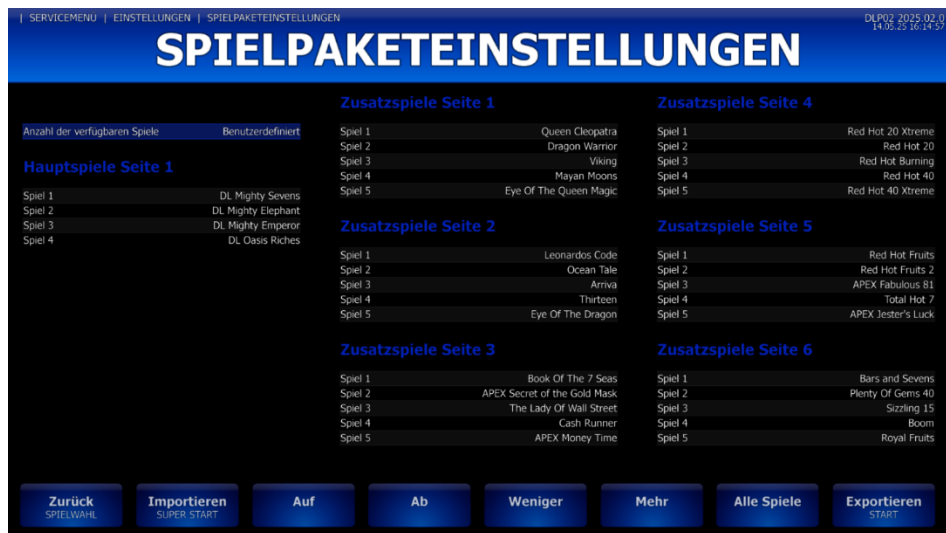 | SERVICEMENU | EINSTELLUNGEN | SPIELPAKETEINSTELLUNGEN
DLP02 2025.02.0
14.05.25 16:14:57
SPIELPAKETEINSTELLUNGEN
Anzahl der verfügbaren Spiele Benutzerdefiniert
Hauptspiele Seite 1
Spiel 1 DL Mighty Sevens
Spiel 2 DL Mighty Elephant
Spiel 3 DL Mighty Emperor
Spiel 4 DL Oasis Riches
Zusatzspiele Seite 1
Spiel 1 Queen Cleopatra
Spiel 2 Dragon Warrior
Spiel 3 Viking
Spiel 4 Mayan Moons
Spiel 5 Eye Of The Queen Magic
Zusatzspiele Seite 2
Spiel 1 Leonardos Code
Spiel 2 Ocean Tale
Spiel 3 Arriva
Spiel 4 Thirteen
Spiel 5 Eye Of The Dragon
Zusatzspiele Seite 3
Spiel 1 Book Of The 7 Seas
Spiel 2 APEX Secret of the Gold Mask
Spiel 3 The Lady Of Wall Street
Spiel 4 Cash Runner
Spiel 5 APEX Money Time
Zusatzspiele Seite 4
Spiel 1 Red Hot 20 Xtreme
Spiel 2 Red Hot 20
Spiel 3 Red Hot Burning
Spiel 4 Red Hot 40
Spiel 5 Red Hot 40 Xtreme
Zusatzspiele Seite 5
Spiel 1 Red Hot Fruits
Spiel 2 Red Hot Fruits 2
Spiel 3 APEX Fabulous 81
Spiel 4 Total Hot 7
Spiel 5 APEX Jester's Luck
Zusatzspiele Seite 6
Spiel 1 Bars and Sevens
Spiel 2 Plenty Of Gems 40
Spiel 3 Sizzling 15
Spiel 4 Boom
Spiel 5 Royal Fruits
Zurück
SPIELWAHL
Importieren
SUPER START
Auf
Ab
Weniger
Mehr
Alle Spiele
Exportieren
START